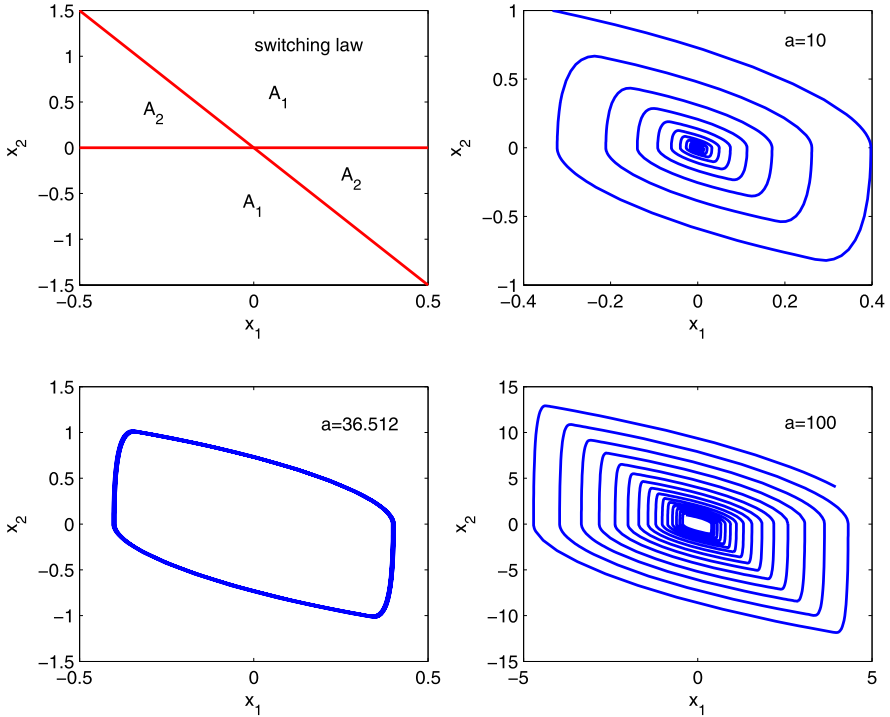 1.5
1
0.5
0
−0.5
−1
−1.5
−0.5
0
0.5
x₂
x₁
switching law
A₁
A₂
A₂
A₁
1
0.5
0
−0.5
−1
−0.4
−0.2
0
0.2
0.4
x₂
x₁
a=10
1.5
1
0.5
0
−0.5
−1
−1.5
−0.5
0
0.5
x₂
x₁
a=36.512
15
10
5
0
−5
−10
−15
−5
0
5
x₂
x₁
a=100